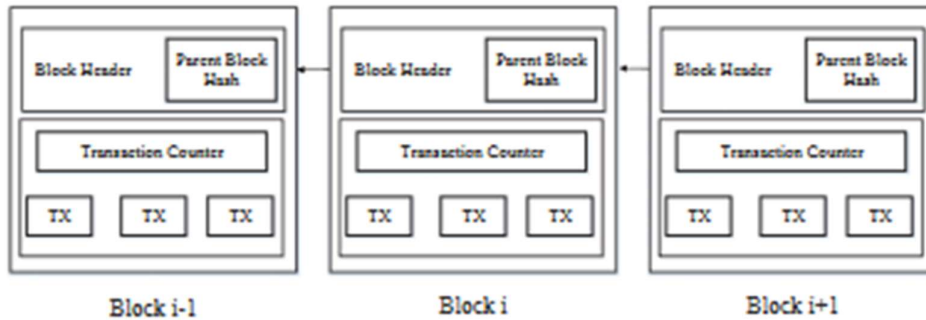 Block Header
Parent Block
Hash
Block Header
Parent Block
Hash
Block Header
Parent Block
Hash
Transaction Counter
Transaction Counter
Transaction Counter
TX TX TX
TX TX TX
TX TX TX
Block i-1
Block i
Block i+1